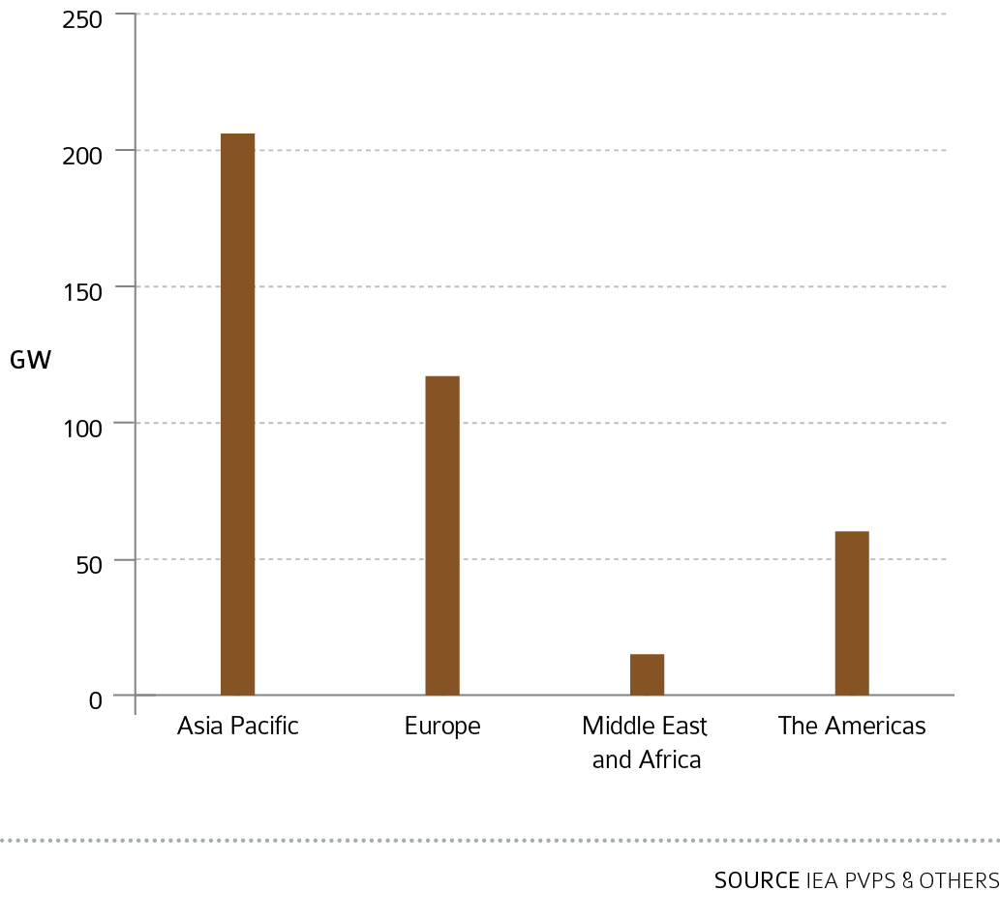 250
200
150
GW
100
50
0
Asia Pacific
Europe
Middle East
and Africa
The Americas
SOURCE IEA PVPS & OTHERS